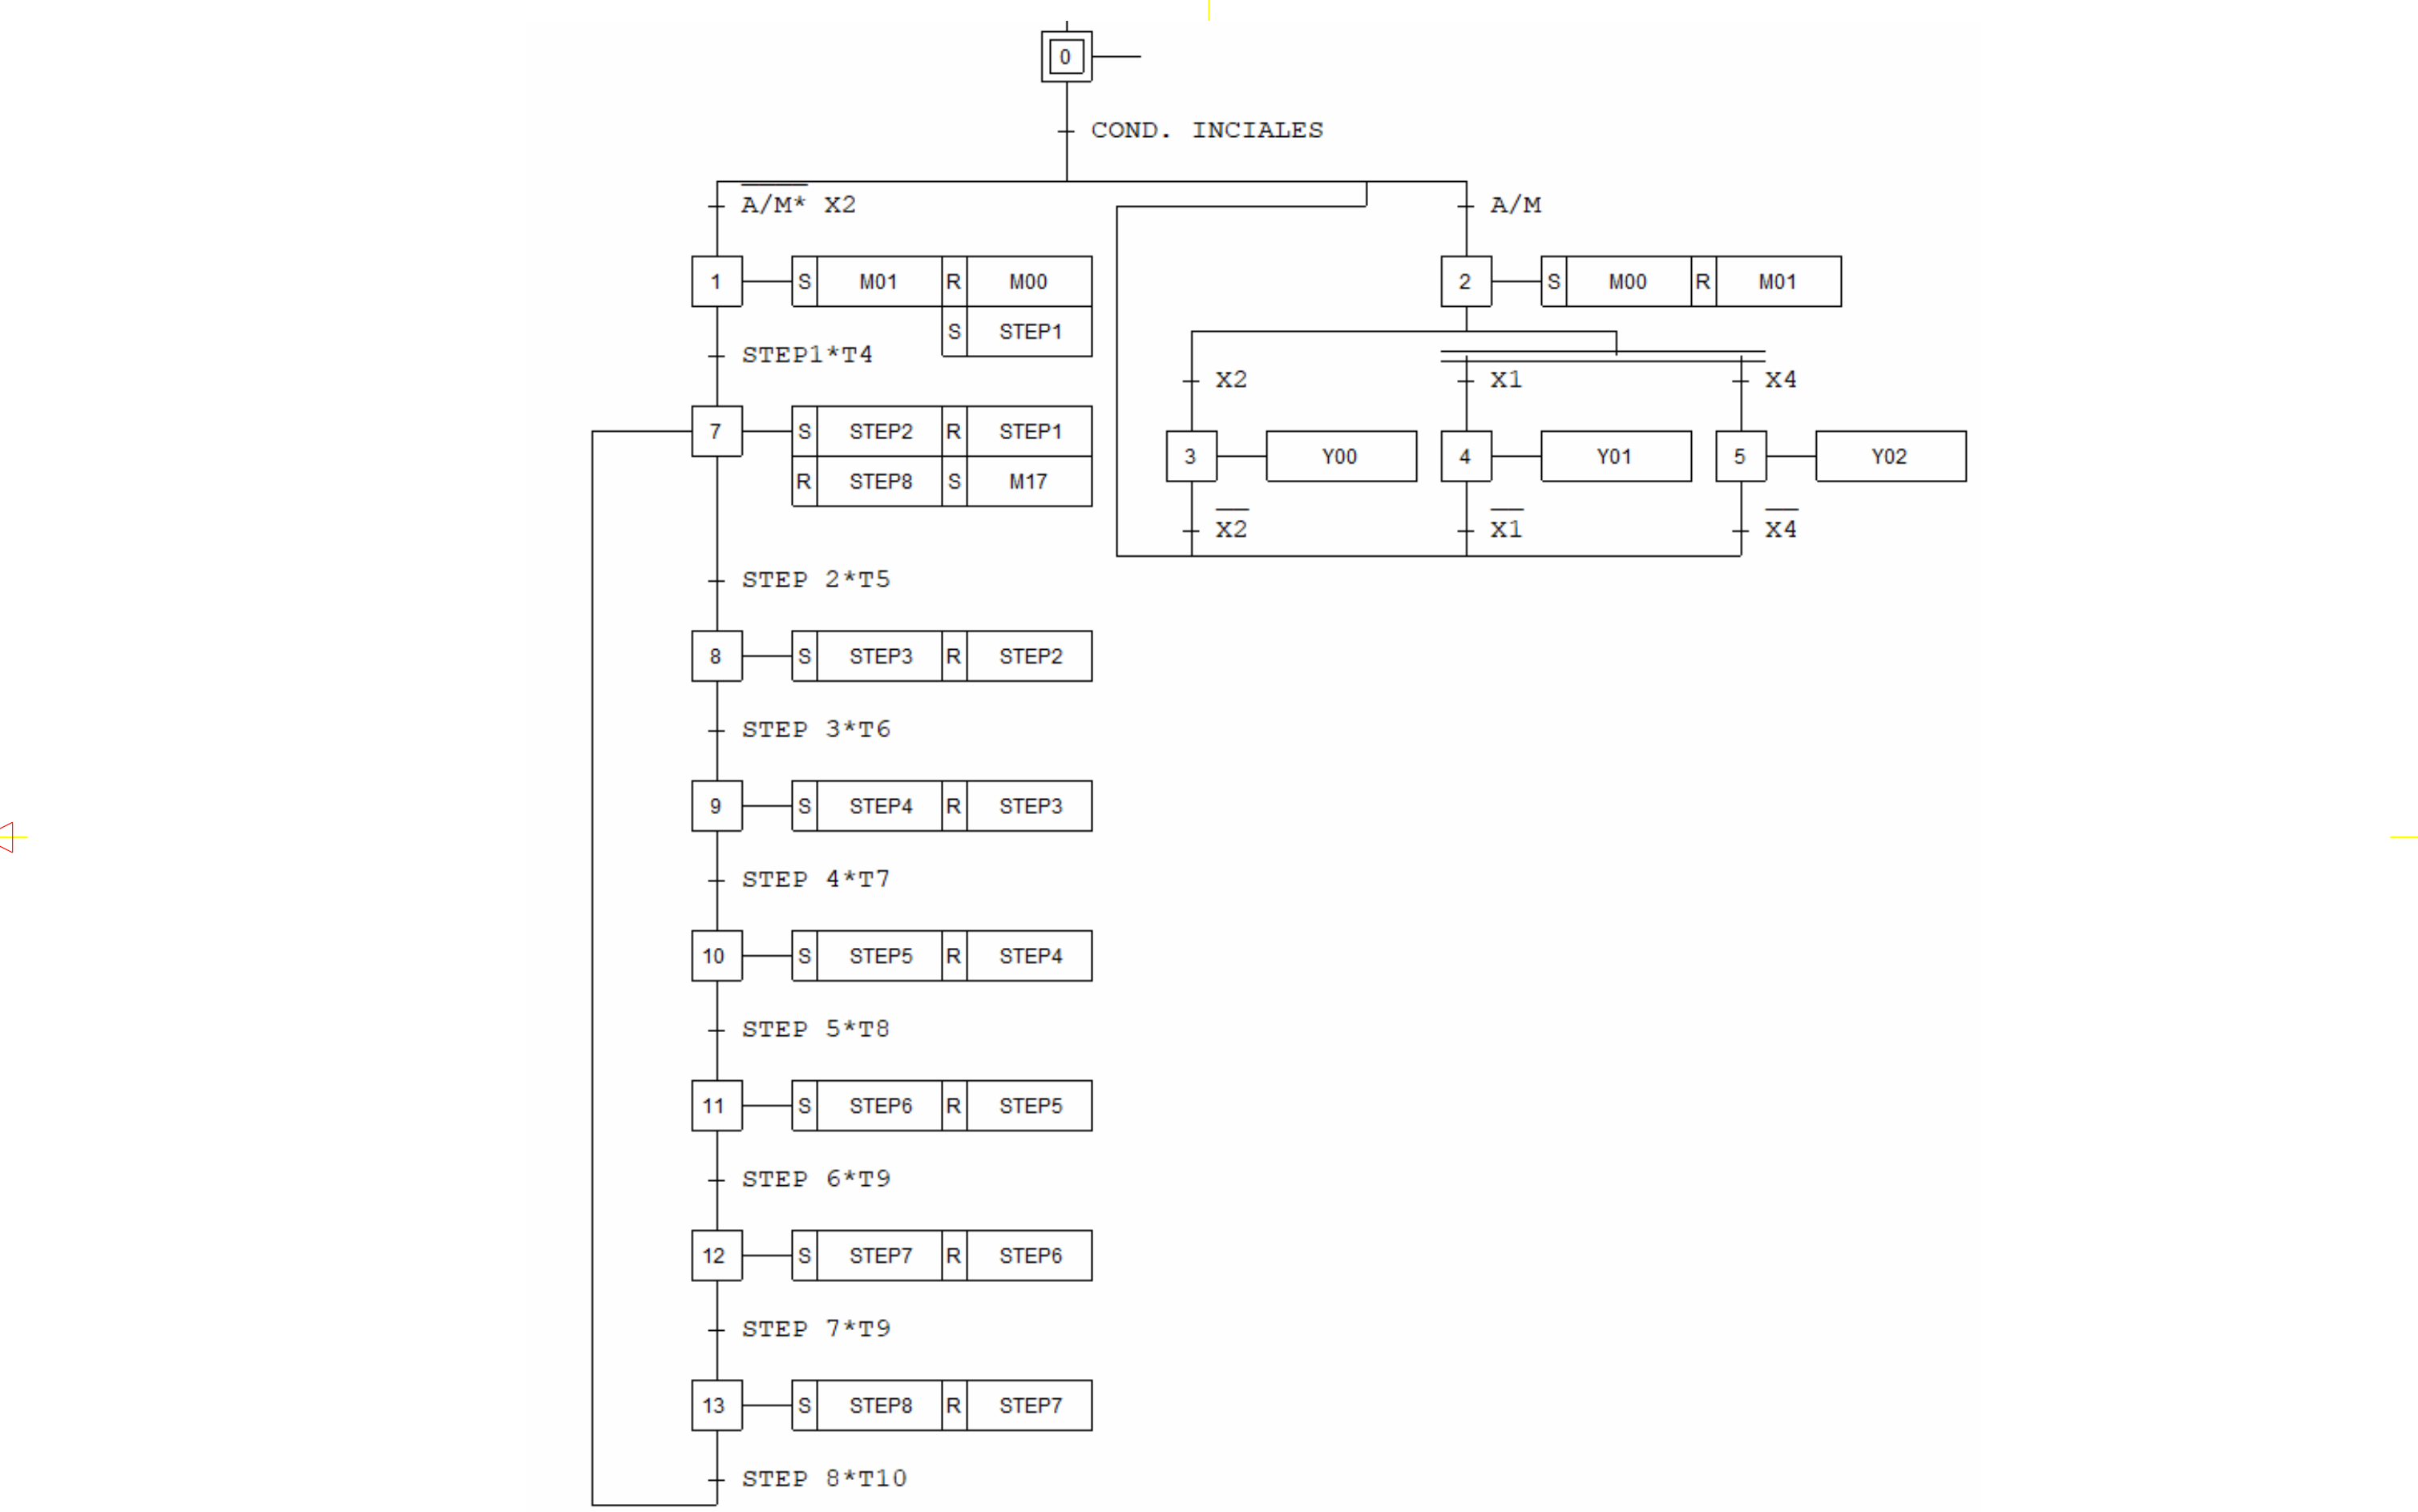 0
COND. INCIALES
A/M* X2
A/M
1 S M01 R M00
2 S M00 R M01
S STEP1
STEP1*T4
X2 X1 X4
7 S STEP2 R STEP1
3 Y00 4 Y01 5 Y02
R STEP8 S M17
X2 X1 X4
STEP 2*T5
8 S STEP3 R STEP2
STEP 3*T6
9 S STEP4 R STEP3
STEP 4*T7
10 S STEP5 R STEP4
STEP 5*T8
11 S STEP6 R STEP5
STEP 6*T9
12 S STEP7 R STEP6
STEP 7*T9
13 S STEP8 R STEP7
STEP 8*T10